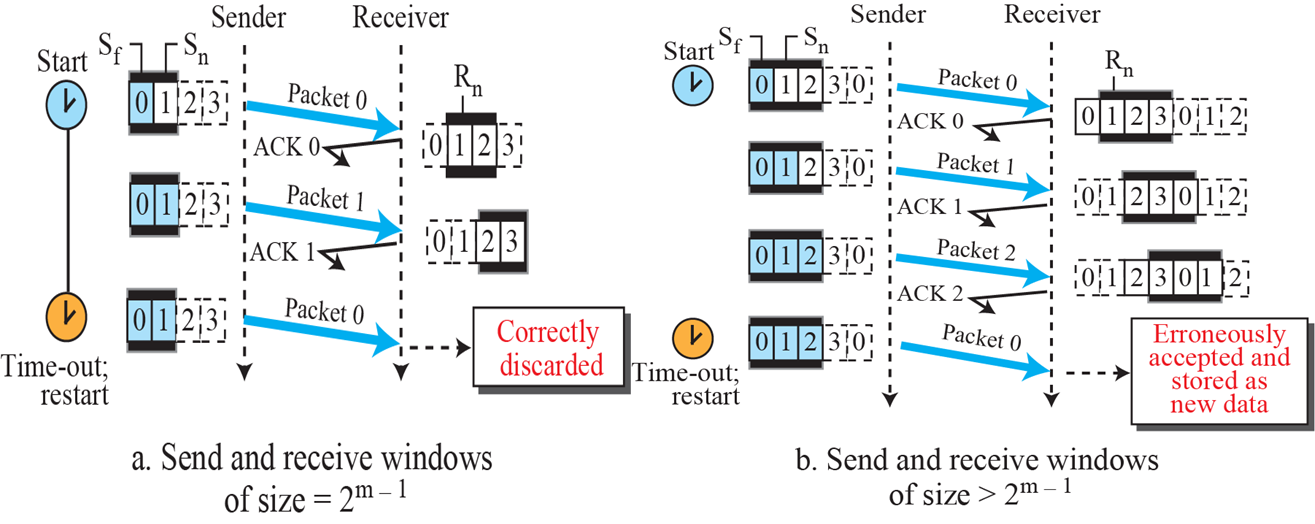 Sender Receiver
Start
S_f S_n
0 1 2 3
Packet 0
R_n
0 1 2 3
ACK 0
0 1 2 3
Packet 1
0 1 2 3
ACK 1
0 1 2 3
Packet 0
Time-out;
restart
Correctly
discarded
a. Send and receive windows
of size = 2^{m – 1}
Sender Receiver
Start
S_f S_n
0 1 2 3 0
Packet 0
0 1 2 3 0 1 2
ACK 0
0 1 2 3 0
Packet 1
0 1 2 3 0 1 2
ACK 1
0 1 2 3 0
Packet 2
0 1 2 3 0 1 2
ACK 2
0 1 2 3 0
Packet 0
Time-out;
restart
Erroneously
accepted and
stored as
new data
b. Send and receive windows
of size > 2^{m – 1}